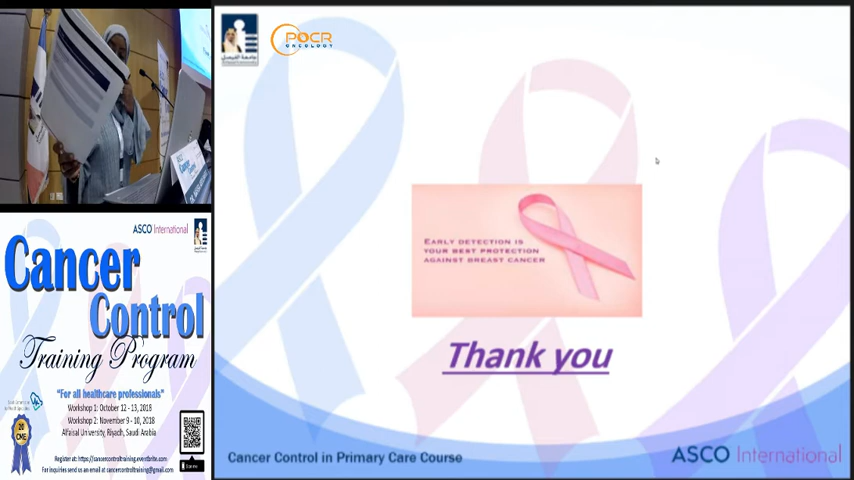 ASCO International
Cancer
Control
Training Program
"For all healthcare professionals"
Workshop 1: October 12 - 13, 2018
Workshop 2: November 9 - 10, 2018
Alfaisal University, Riyadh, Saudi Arabia
20
CME
Register at: https://cancercontroltraining.eventbrite.com
For inquiries send us an email at cancercontroltraining@gmail.com
جامعة الفيصل
POCR
ONCOLOGY
EARLY DETECTION IS
YOUR BEST PROTECTION
AGAINST BREAST CANCER
Thank you
Cancer Control in Primary Care Course
ASCO International